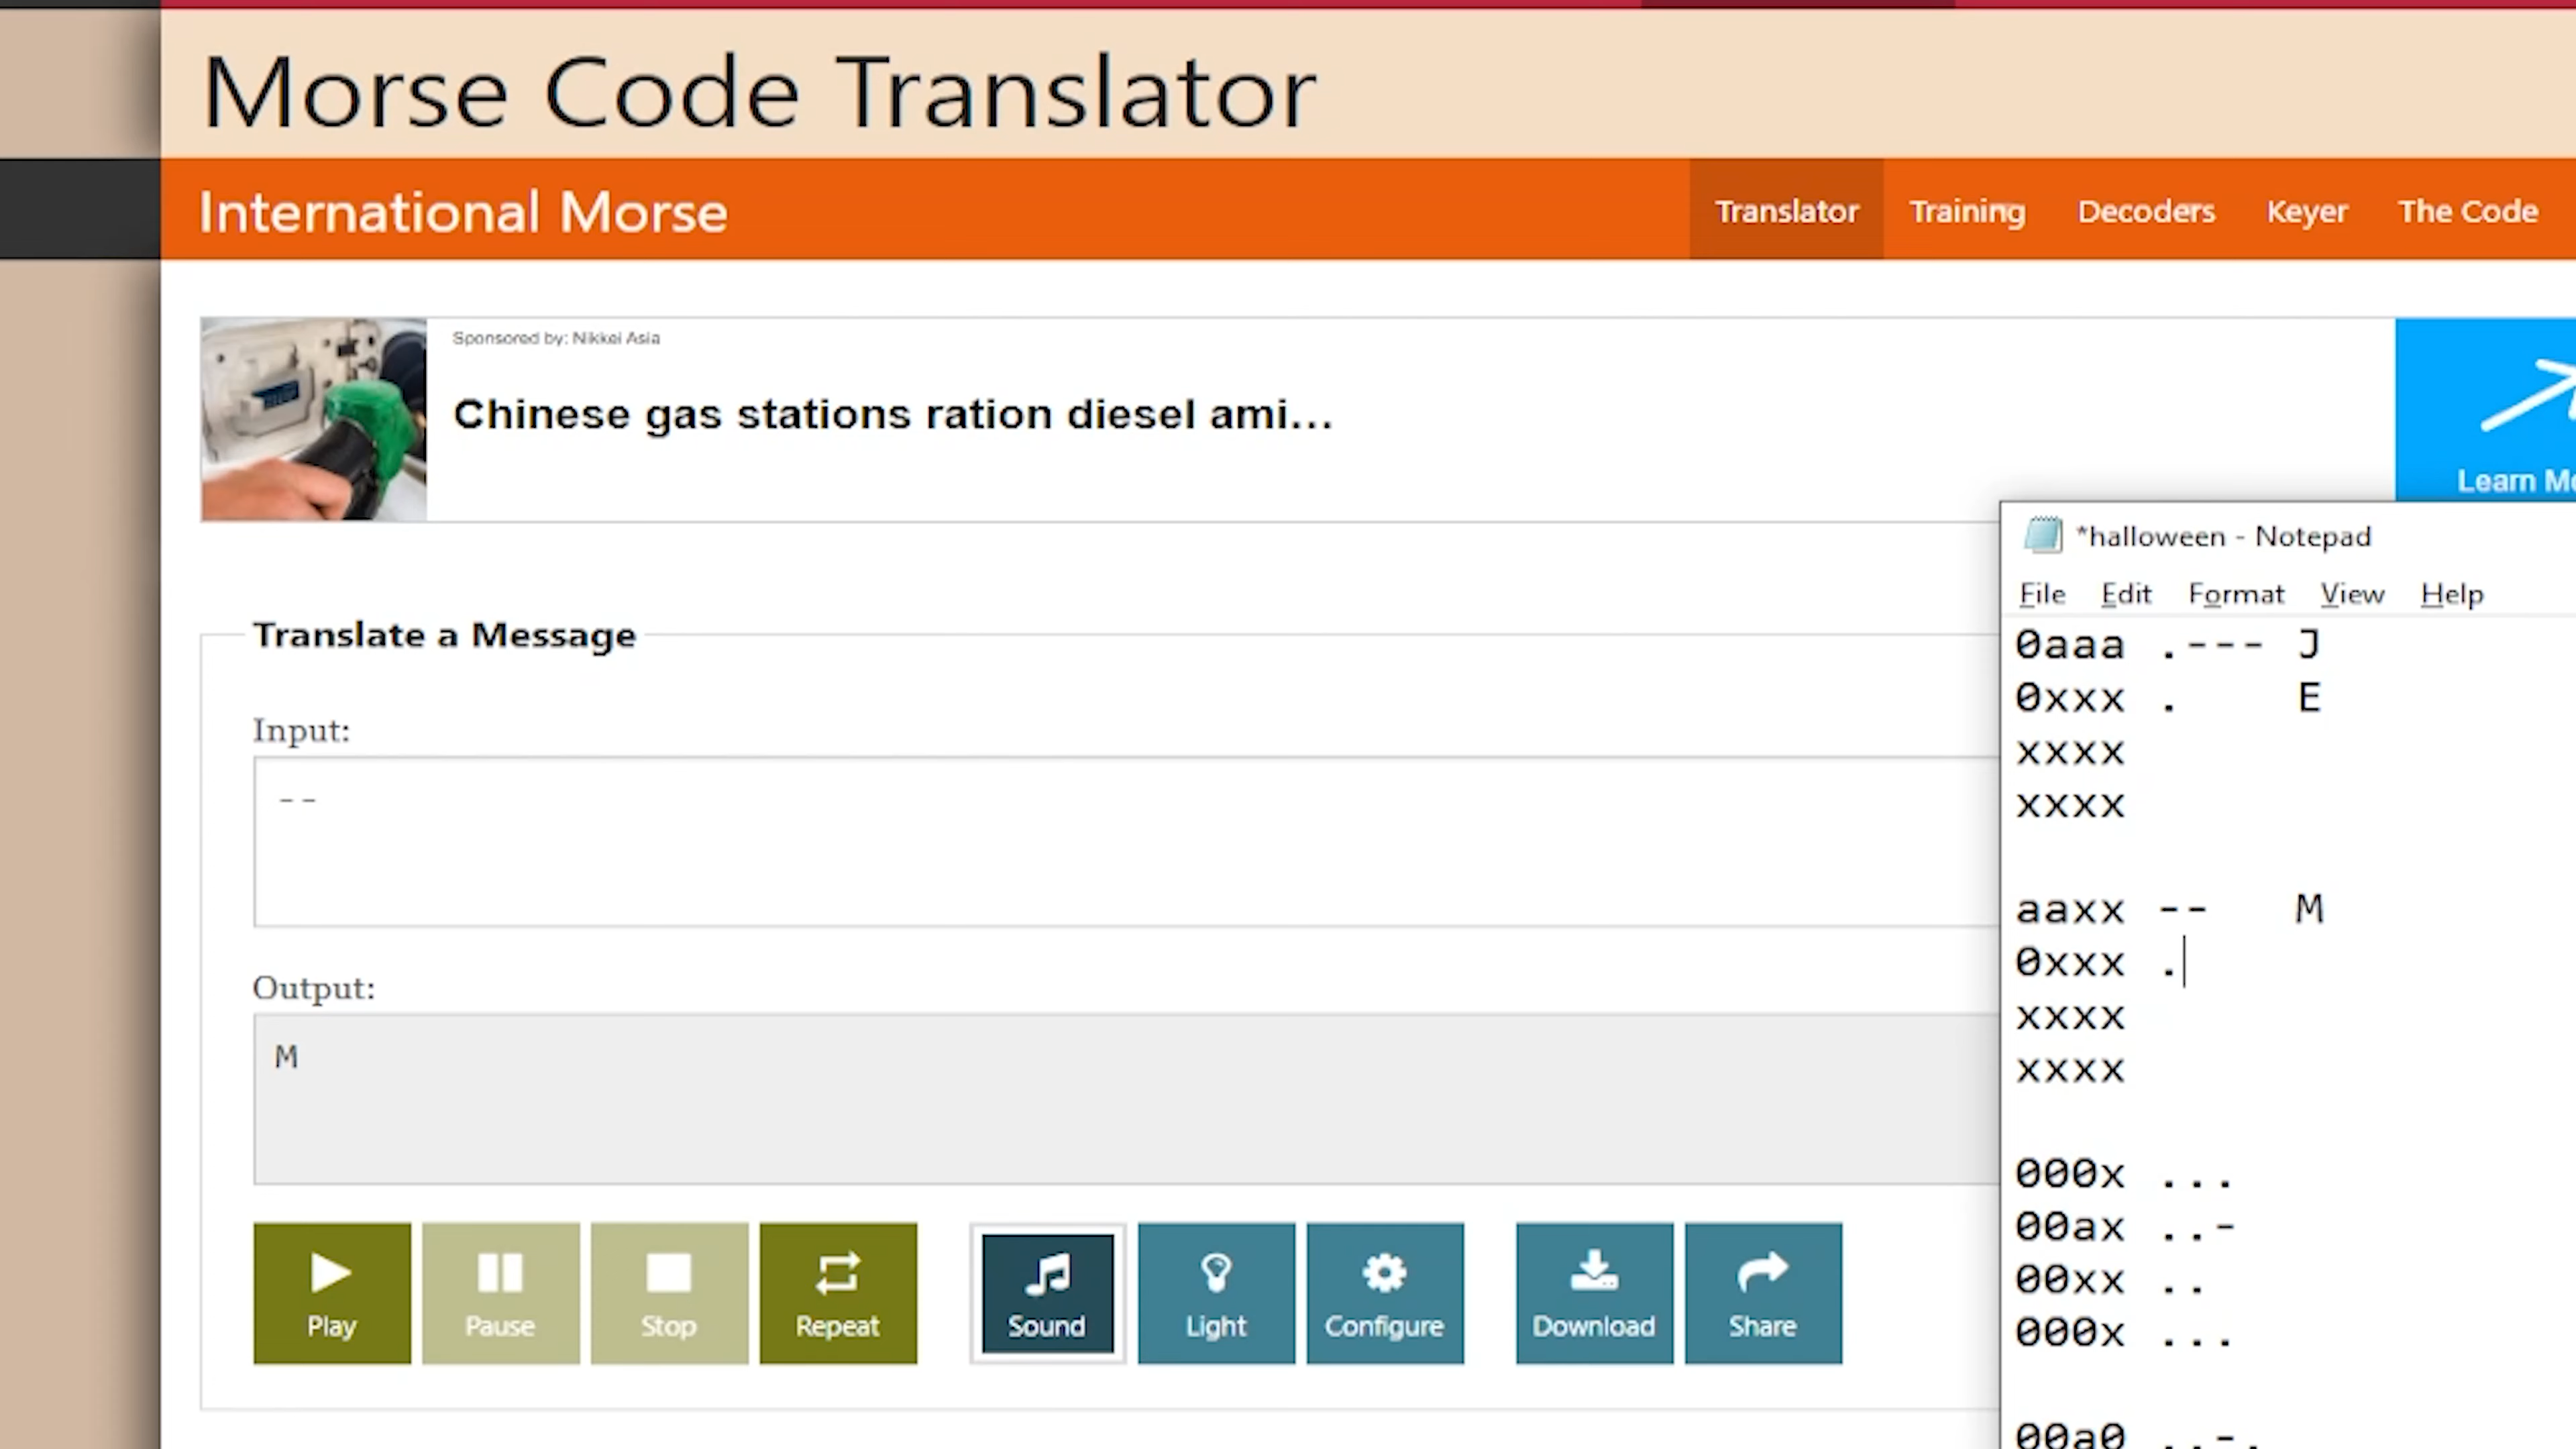 Morse Code Translator
International Morse
Translator Training Decoders Keyer The Code
Sponsored by: Nikkei Asia
Chinese gas stations ration diesel ami...
Learn
*halloween - Notepad
File Edit Format View Help
0aaa .--- J
0xxx . E
xxxx
xxxx
aaxx -- M
0xxx .
xxxx
xxxx
000x ...
00ax ..-
00xx ..
000x ...
00a0 ..-.
Translate a Message
Input:
--
Output:
M
Play Pause Stop Repeat Sound Light Configure Download Share